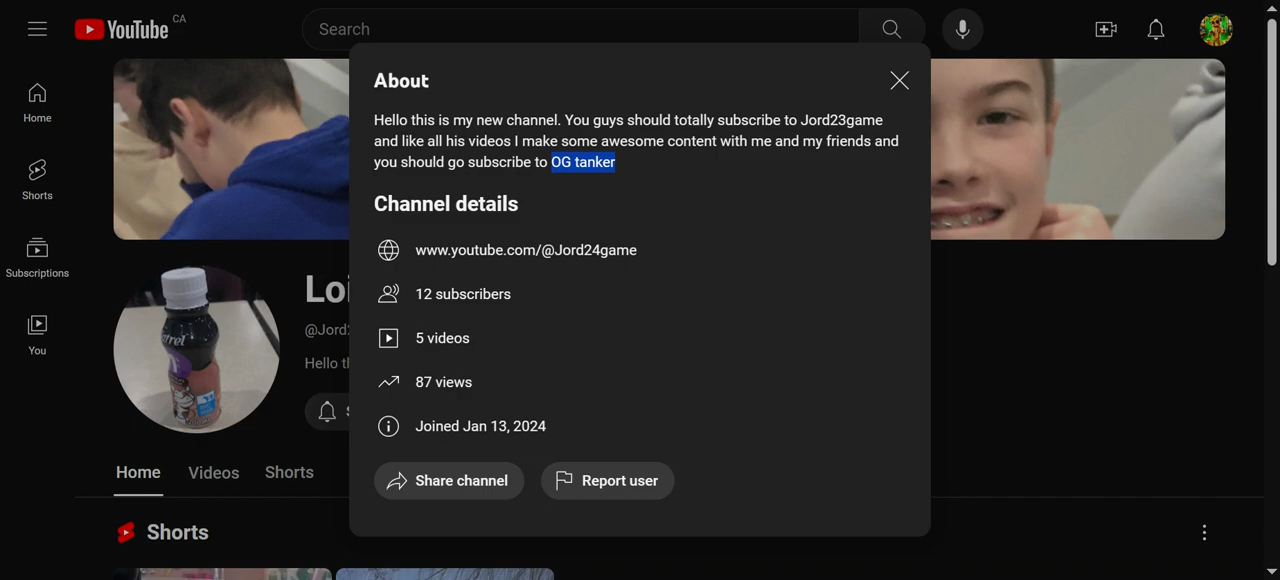 YouTube CA
Search
Home
Shorts
Subscriptions
You
About
Hello this is my new channel. You guys should totally subscribe to Jord23game
and like all his videos I make some awesome content with me and my friends and
you should go subscribe to OG tanker
Channel details
www.youtube.com/@Jord24game
12 subscribers
5 videos
87 views
Joined Jan 13, 2024
Share channel
Report user
@Jord
Home
Videos
Shorts
Shorts